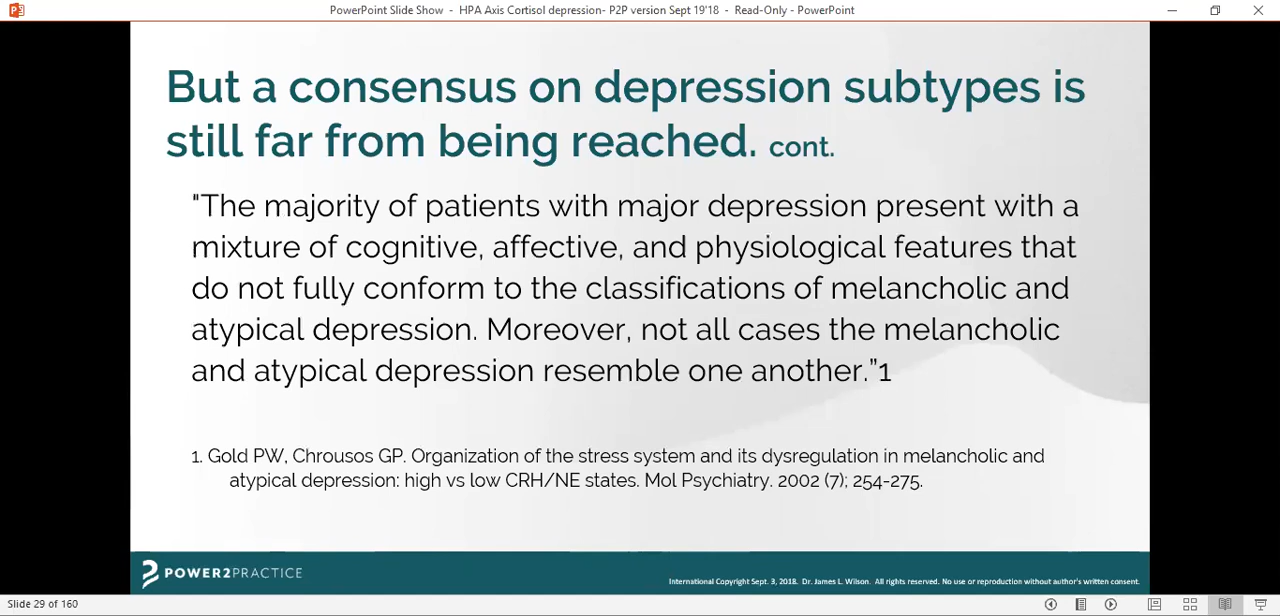 PowerPoint Slide Show - HPA Axis Cortisol depression- P2P version Sept 19'18 - Read-Only - PowerPoint
But a consensus on depression subtypes is
still far from being reached. cont.
"The majority of patients with major depression present with a
mixture of cognitive, affective, and physiological features that
do not fully conform to the classifications of melancholic and
atypical depression. Moreover, not all cases the melancholic
and atypical depression resemble one another.”1
1. Gold PW, Chrousos GP. Organization of the stress system and its dysregulation in melancholic and
atypical depression: high vs low CRH/NE states. Mol Psychiatry. 2002 (7); 254-275.
POWER2PRACTICE
International Copyright Sept. 3, 2018. Dr. James L. Wilson. All rights reserved. No use or reproduction without author's written consent.
Slide 29 of 160